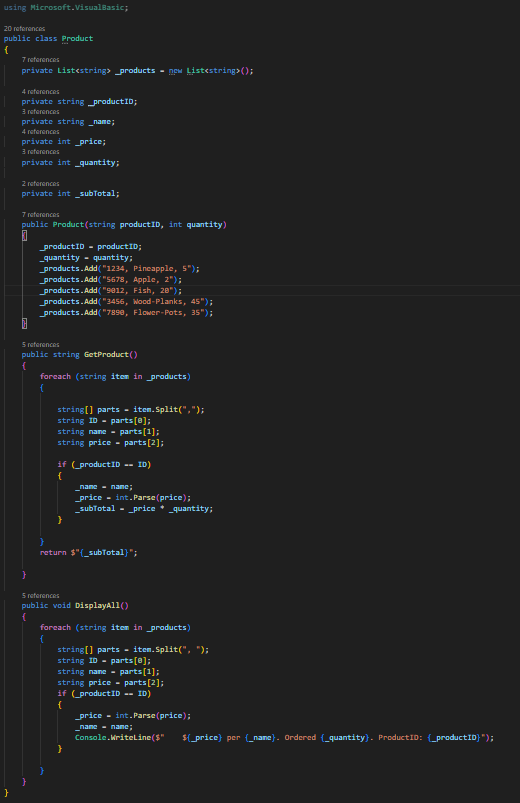 using Microsoft.VisualBasic;
20 references
public class Product
{
7 references
private List<string> _products = new List<string>();
4 references
private string _productID;
3 references
private string _name;
4 references
private int _price;
3 references
private int _quantity;
2 references
private int _subTotal;
7 references
public Product(string productID, int quantity)
{
_productID = productID;
_quantity = quantity;
_products.Add("1234, Pineapple, 5");
_products.Add("5678, Apple, 2");
_products.Add("9012, Fish, 20");
_products.Add("3456, Wood-Planks, 45");
_products.Add("7890, Flower-Pots, 35");
}
5 references
public string GetProduct()
{
foreach (string item in _products)
{
string[] parts = item.Split(",");
string ID = parts[0];
string name = parts[1];
string price = parts[2];
if (_productID == ID)
{
_name = name;
_price = int.Parse(price);
_subTotal = _price * _quantity;
}
}
return $"{_subTotal}";
}
5 references
public void DisplayAll()
{
foreach (string item in _products)
{
string[] parts = item.Split(", ");
string ID = parts[0];
string name = parts[1];
string price = parts[2];
if (_productID == ID)
{
_price = int.Parse(price);
_name = name;
Console.WriteLine($"    ${_price} per {_name}. Ordered {_quantity}. ProductID: {_productID}");
}
}
}
}